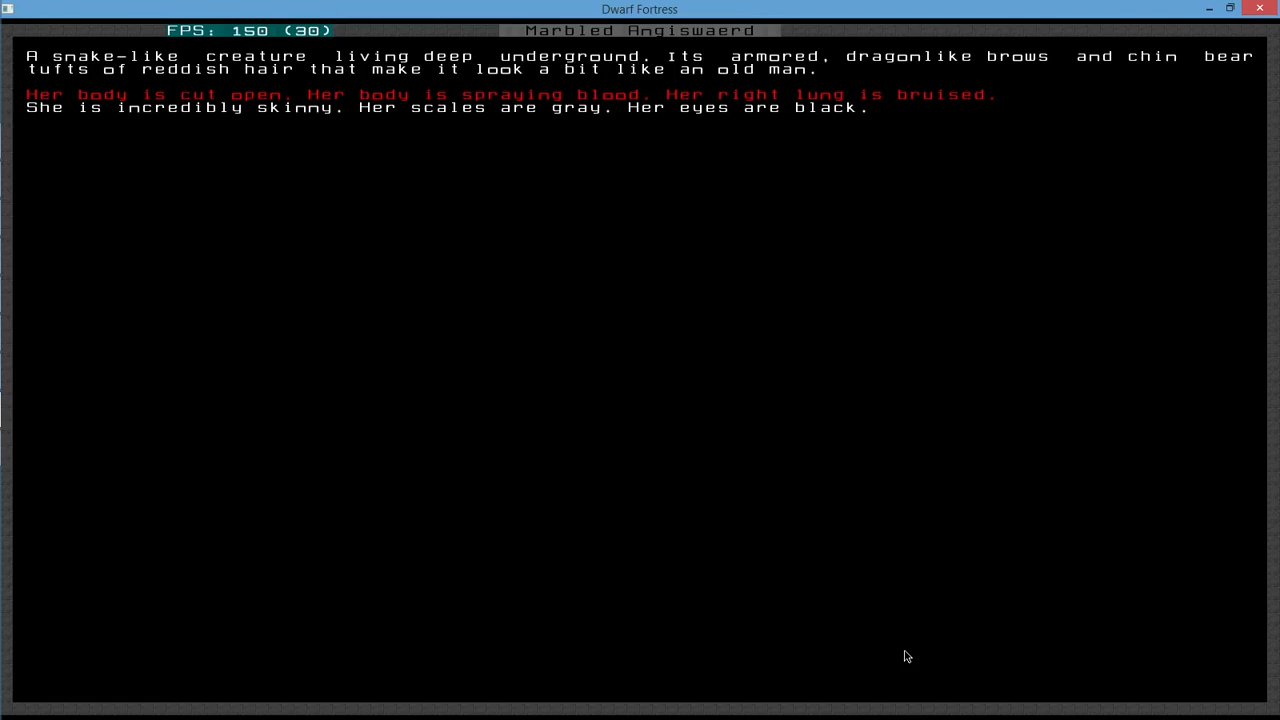 Dwarf Fortress
FPS: 150 (30)
Marbled Angiswaerd
A snake-like creature living deep underground. Its armored, dragonlike brows and chin bear
tufts of reddish hair that make it look a bit like an old man.
Her body is cut open. Her body is spraying blood. Her right lung is bruised.
She is incredibly skinny. Her scales are gray. Her eyes are black.